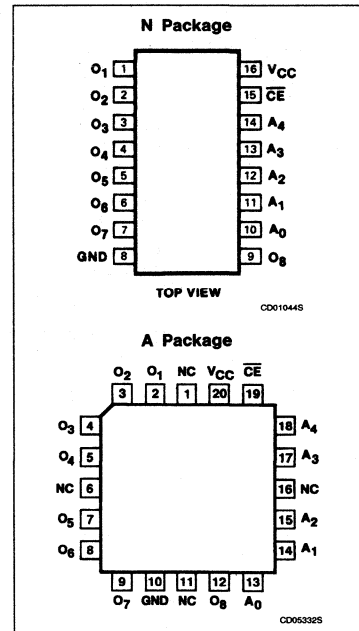 N Package
O1 1 16 VCC
O2 2 15 C̅E̅
O3 3 14 A4
O4 4 13 A3
O5 5 12 A2
O6 6 11 A1
O7 7 10 A0
GND 8 9 O8
TOP VIEW
CD01044S
A Package
O2 O1 NC VCC C̅E̅
3 2 1 20 19
O3 4 18 A4
O4 5 17 A3
NC 6 16 NC
O5 7 15 A2
O6 8 14 A1
9 10 11 12 13
O7 GND NC O8 A0
CD05332S